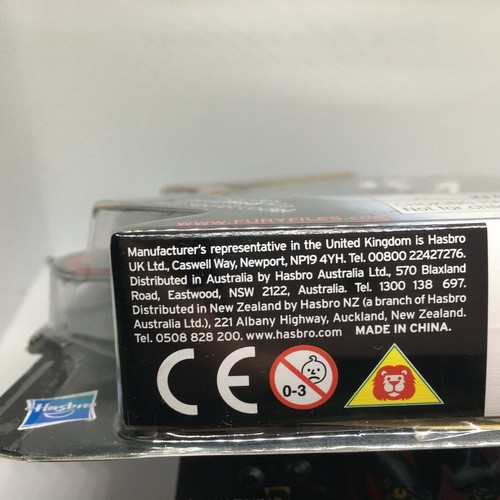 WWW.FURYFILES.COM
Manufacturer's representative in the United Kingdom is Hasbro
UK Ltd., Caswell Way, Newport, NP19 4YH. Tel. 00800 22427276.
Distributed in Australia by Hasbro Australia Ltd., 570 Blaxland
Road, Eastwood, NSW 2122, Australia. Tel. 1300 138 697.
Distributed in New Zealand by Hasbro NZ (a branch of Hasbro
Australia Ltd.), 221 Albany Highway, Auckland, New Zealand.
Tel. 0508 828 200. www.hasbro.com MADE IN CHINA.
CE
0-3
Hasbro